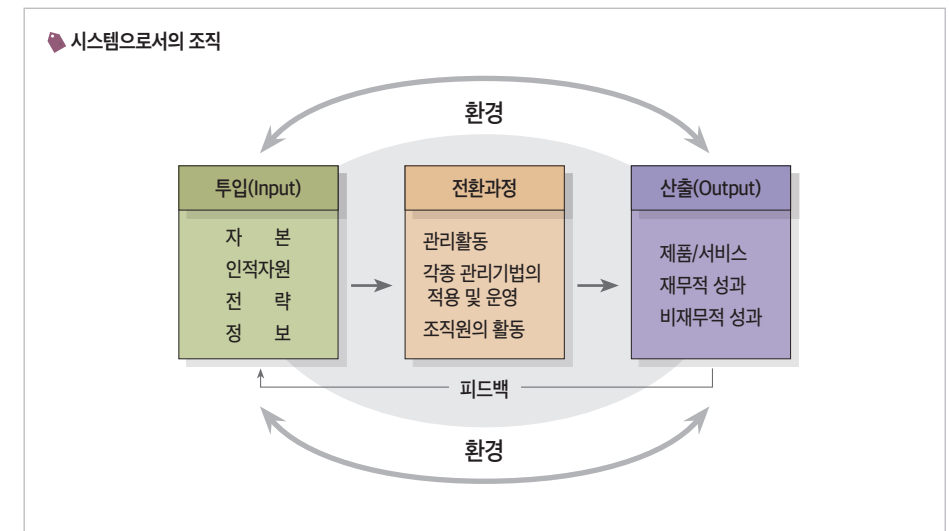 시스템으로서의 조직
환경
투입(Input)
자 본
인적자원
전 략
정 보
전환과정
관리활동
각종 관리기법의
적용 및 운영
조직원의 활동
산출(Output)
제품/서비스
재무적 성과
비재무적 성과
피드백
환경